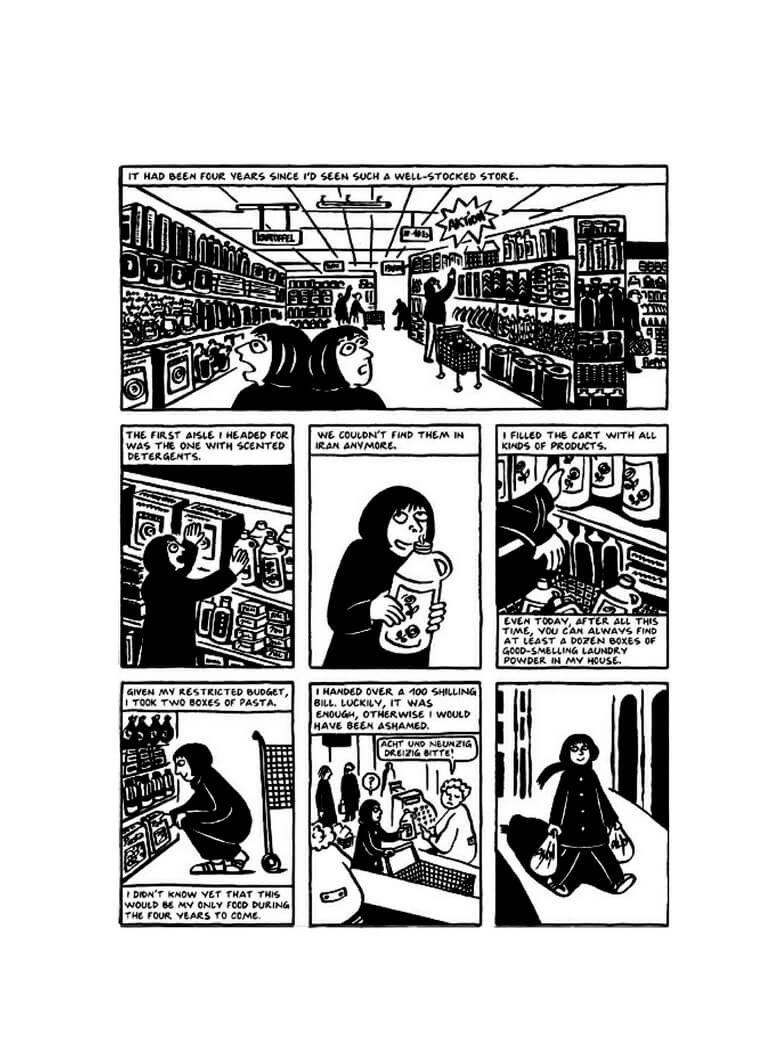 IT HAD BEEN FOUR YEARS SINCE I'D SEEN SUCH A WELL-STOCKED STORE.
AKTION
KARTOFFEL
THE FIRST AISLE I HEADED FOR
WAS THE ONE WITH SCENTED
DETERGENTS.
WE COULDN'T FIND THEM IN
IRAN ANYMORE.
I FILLED THE CART WITH ALL
KINDS OF PRODUCTS.
EVEN TODAY, AFTER ALL THIS
TIME, YOU CAN ALWAYS FIND
AT LEAST A DOZEN BOXES OF
GOOD-SMELLING LAUNDRY
POWDER IN MY HOUSE.
GIVEN MY RESTRICTED BUDGET,
I TOOK TWO BOXES OF PASTA.
I DIDN'T KNOW YET THAT THIS
WOULD BE MY ONLY FOOD DURING
THE FOUR YEARS TO COME.
I HANDED OVER A 100 SHILLING
BILL. LUCKILY, IT WAS
ENOUGH, OTHERWISE I WOULD
HAVE BEEN ASHAMED.
ACHT UND NEUNZIG
DREIZIG BITTE!
?